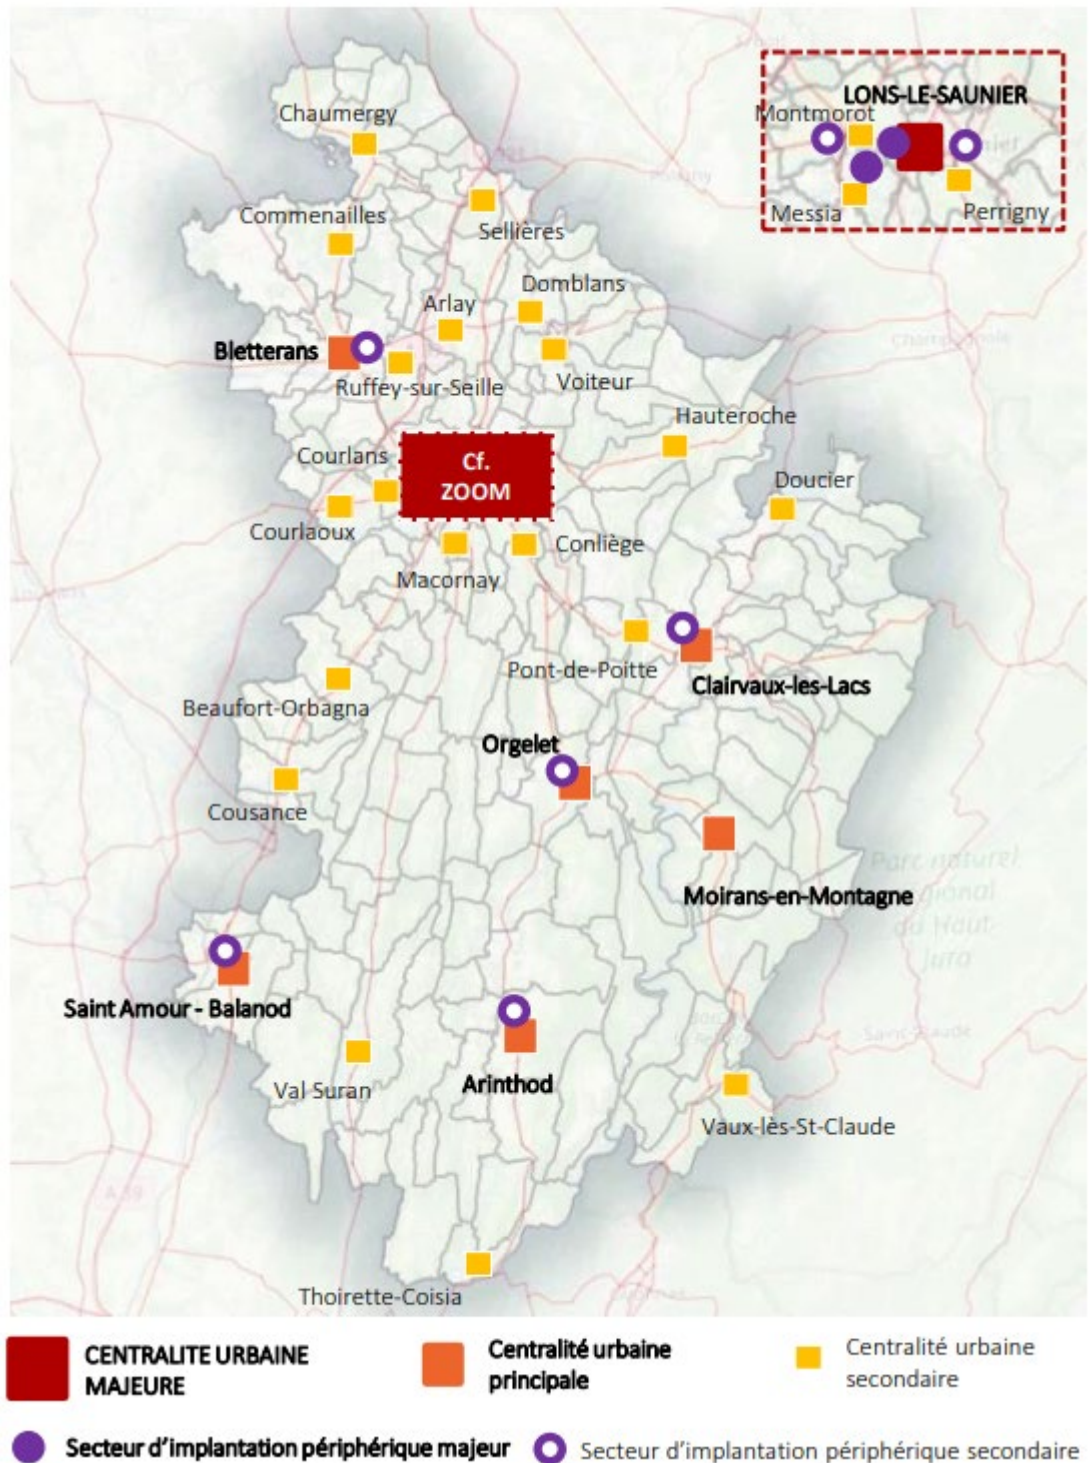 LONS-LE-SAUNIER
Montmorot
Messia
Perrigny
Chaumergy
Commenailles
Sellières
Domblans
Arlay
Bletterans
Ruffey-sur-Seille
Voiteur
Hauteroche
Courlans
Cf.
ZOOM
Doucier
Courlaoux
Conliège
Macornay
Pont-de-Poitte
Clairvaux-les-Lacs
Beaufort-Orbagna
Orgelet
Cousance
Parc naturel
Haut-
Jura
Moirans-en-Montagne
Saint Amour - Balanod
Arinthod
Val Suran
Saint-Claude
Vaux-lès-St-Claude
A 39
Thoirette-Coisia
CENTRALITE URBAINE
MAJEURE
Centralité urbaine
principale
Centralité urbaine
secondaire
Secteur d'implantation périphérique majeur
Secteur d'implantation périphérique secondaire